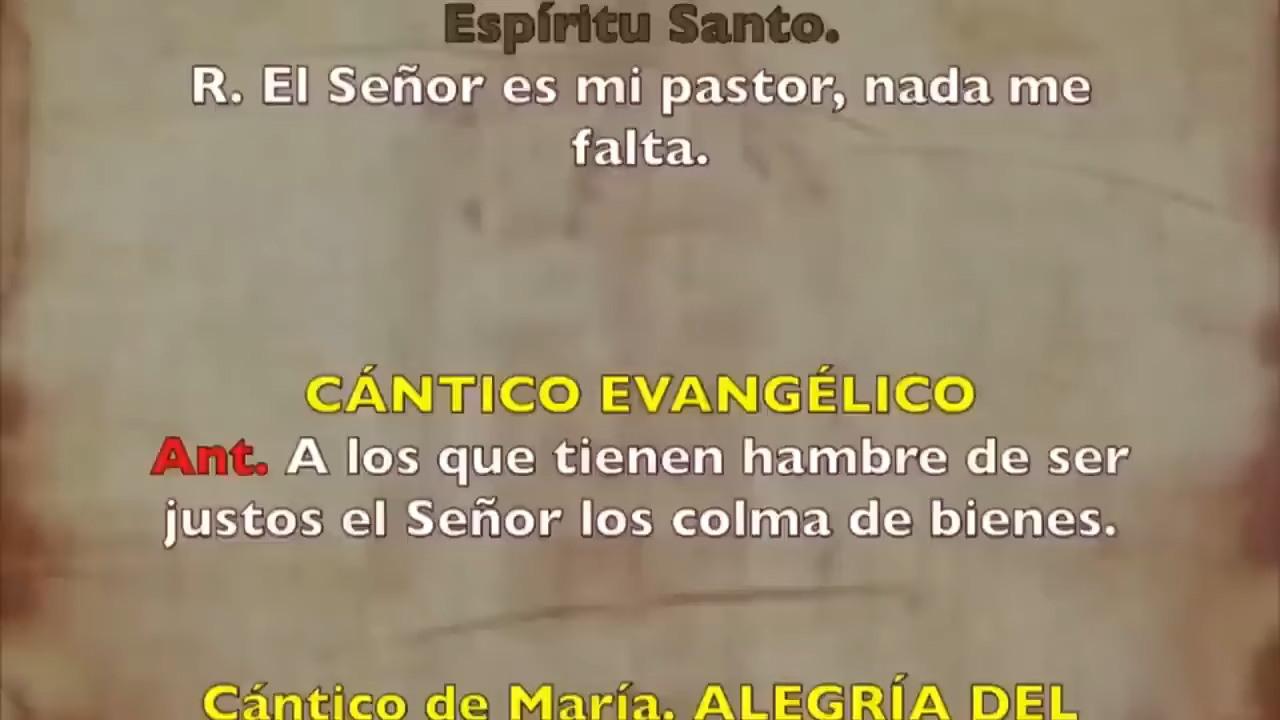 Espíritu Santo.
R. El Señor es mi pastor, nada me
falta.
CÁNTICO EVANGÉLICO
Ant. A los que tienen hambre de ser
justos el Señor los colma de bienes.
Cántico de María. ALEGRÍA DEL